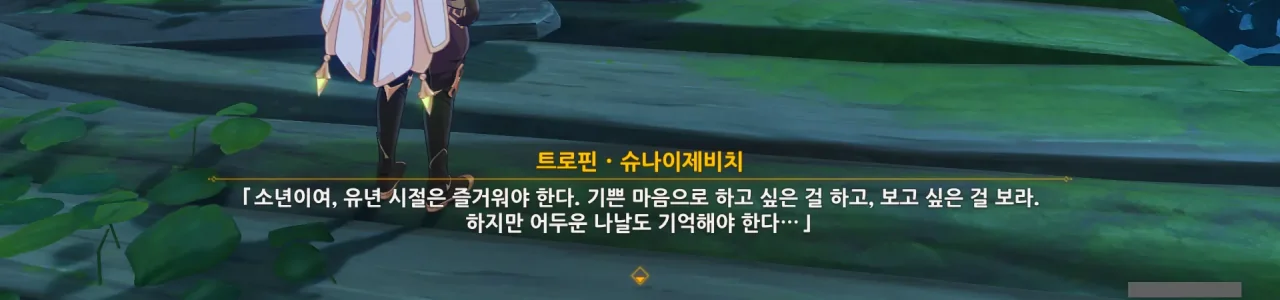 트로핀 · 슈나이제비치
「소년이여, 유년 시절은 즐거워야 한다. 기쁜 마음으로 하고 싶은 걸 하고, 보고 싶은 걸 보라.
하지만 어두운 나날도 기억해야 한다…」